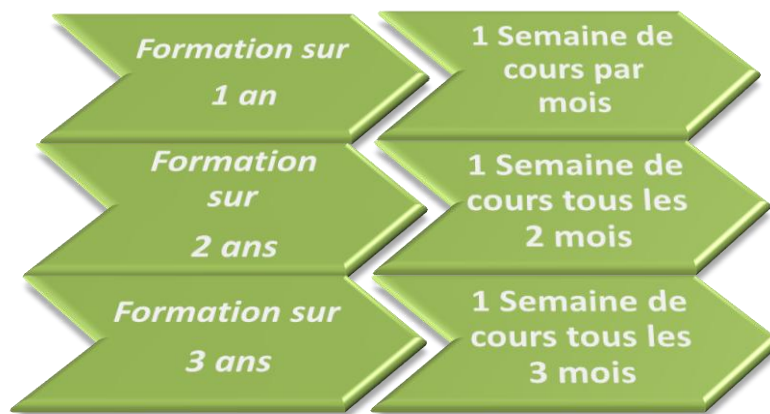 Formation sur
1 an
1 Semaine de
cours par
mois
Formation
sur
2 ans
1 Semaine de
cours tous les
2 mois
Formation sur
3 ans
1 Semaine de
cours tous les
3 mois